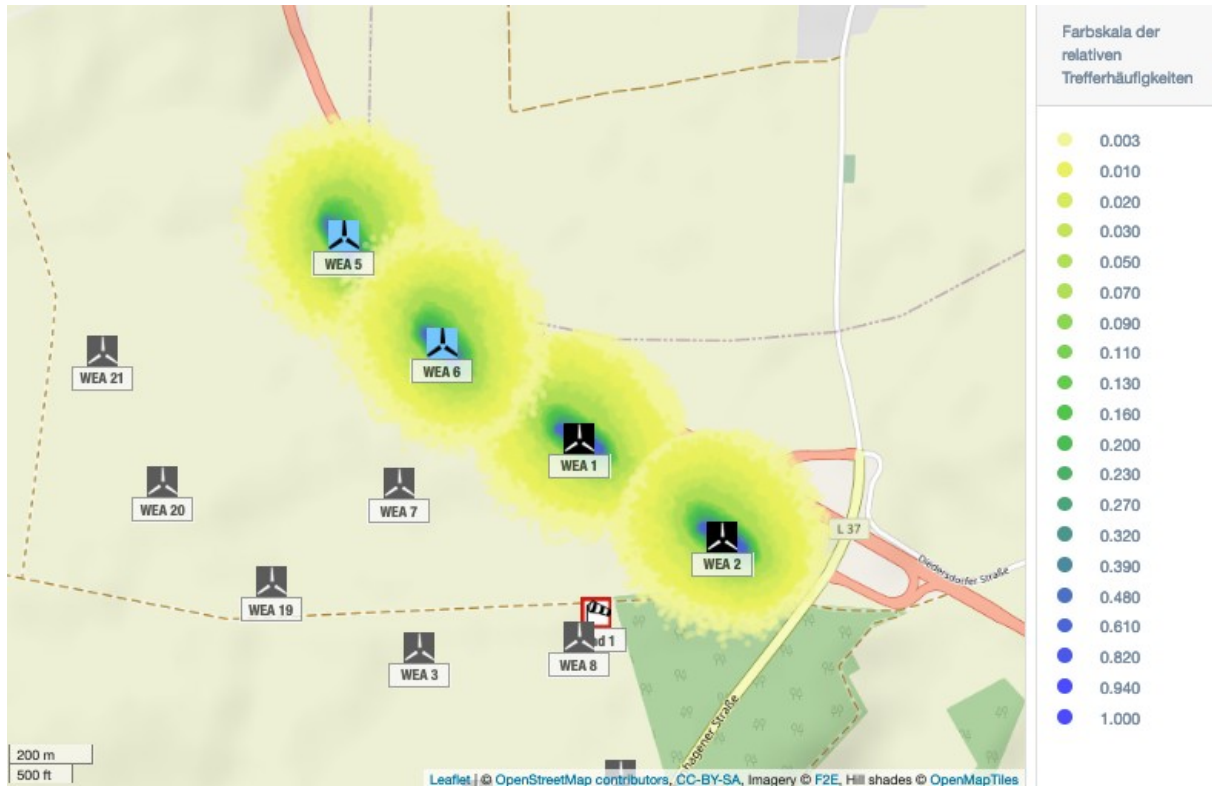 WEA 5
WEA 6
WEA 21
WEA 1
WEA 20
WEA 7
WEA 2
L 37
Diedersdorfer Straße
WEA 19
nd 1
WEA 8
WEA 3
hagener Straße
200 m
500 ft
Leaflet | © OpenStreetMap contributors, CC-BY-SA, Imagery © F2E, Hill shades © OpenMapTiles
Farbskala der
relativen
Trefferhäufigkeiten
0.003
0.010
0.020
0.030
0.050
0.070
0.090
0.110
0.130
0.160
0.200
0.230
0.270
0.320
0.390
0.480
0.610
0.820
0.940
1.000